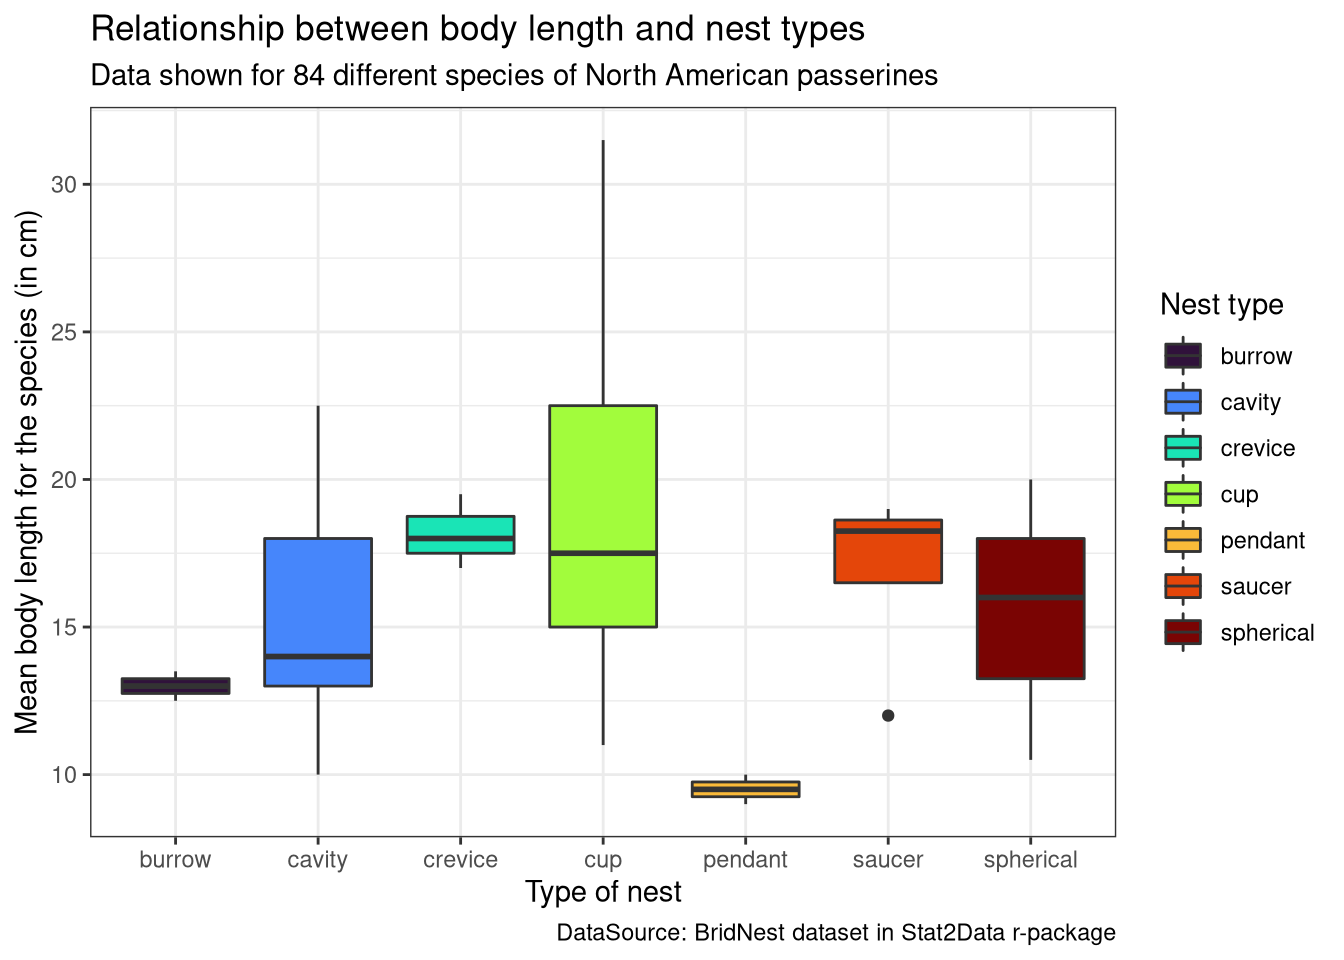 Relationship between body length and nest types
Data shown for 84 different species of North American passerines
Mean body length for the species (in cm)
30
25
20
15
10
burrow
cavity
crevice
cup
pendant
saucer
spherical
Type of nest
Nest type
burrow
cavity
crevice
cup
pendant
saucer
spherical
DataSource: BridNest dataset in Stat2Data r-package